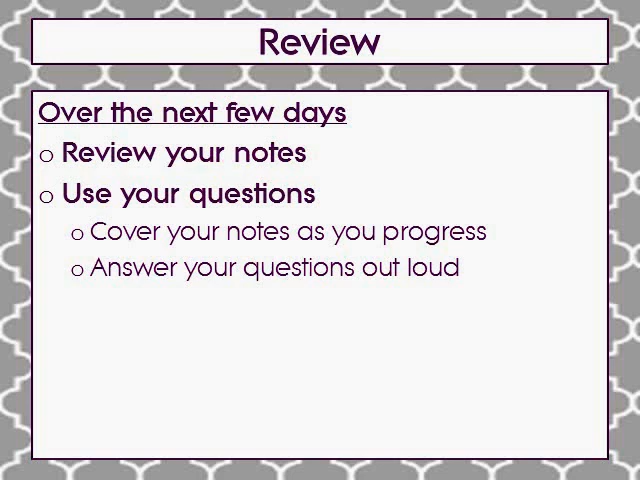 Review
Over the next few days
o Review your notes
o Use your questions
o Cover your notes as you progress
o Answer your questions out loud